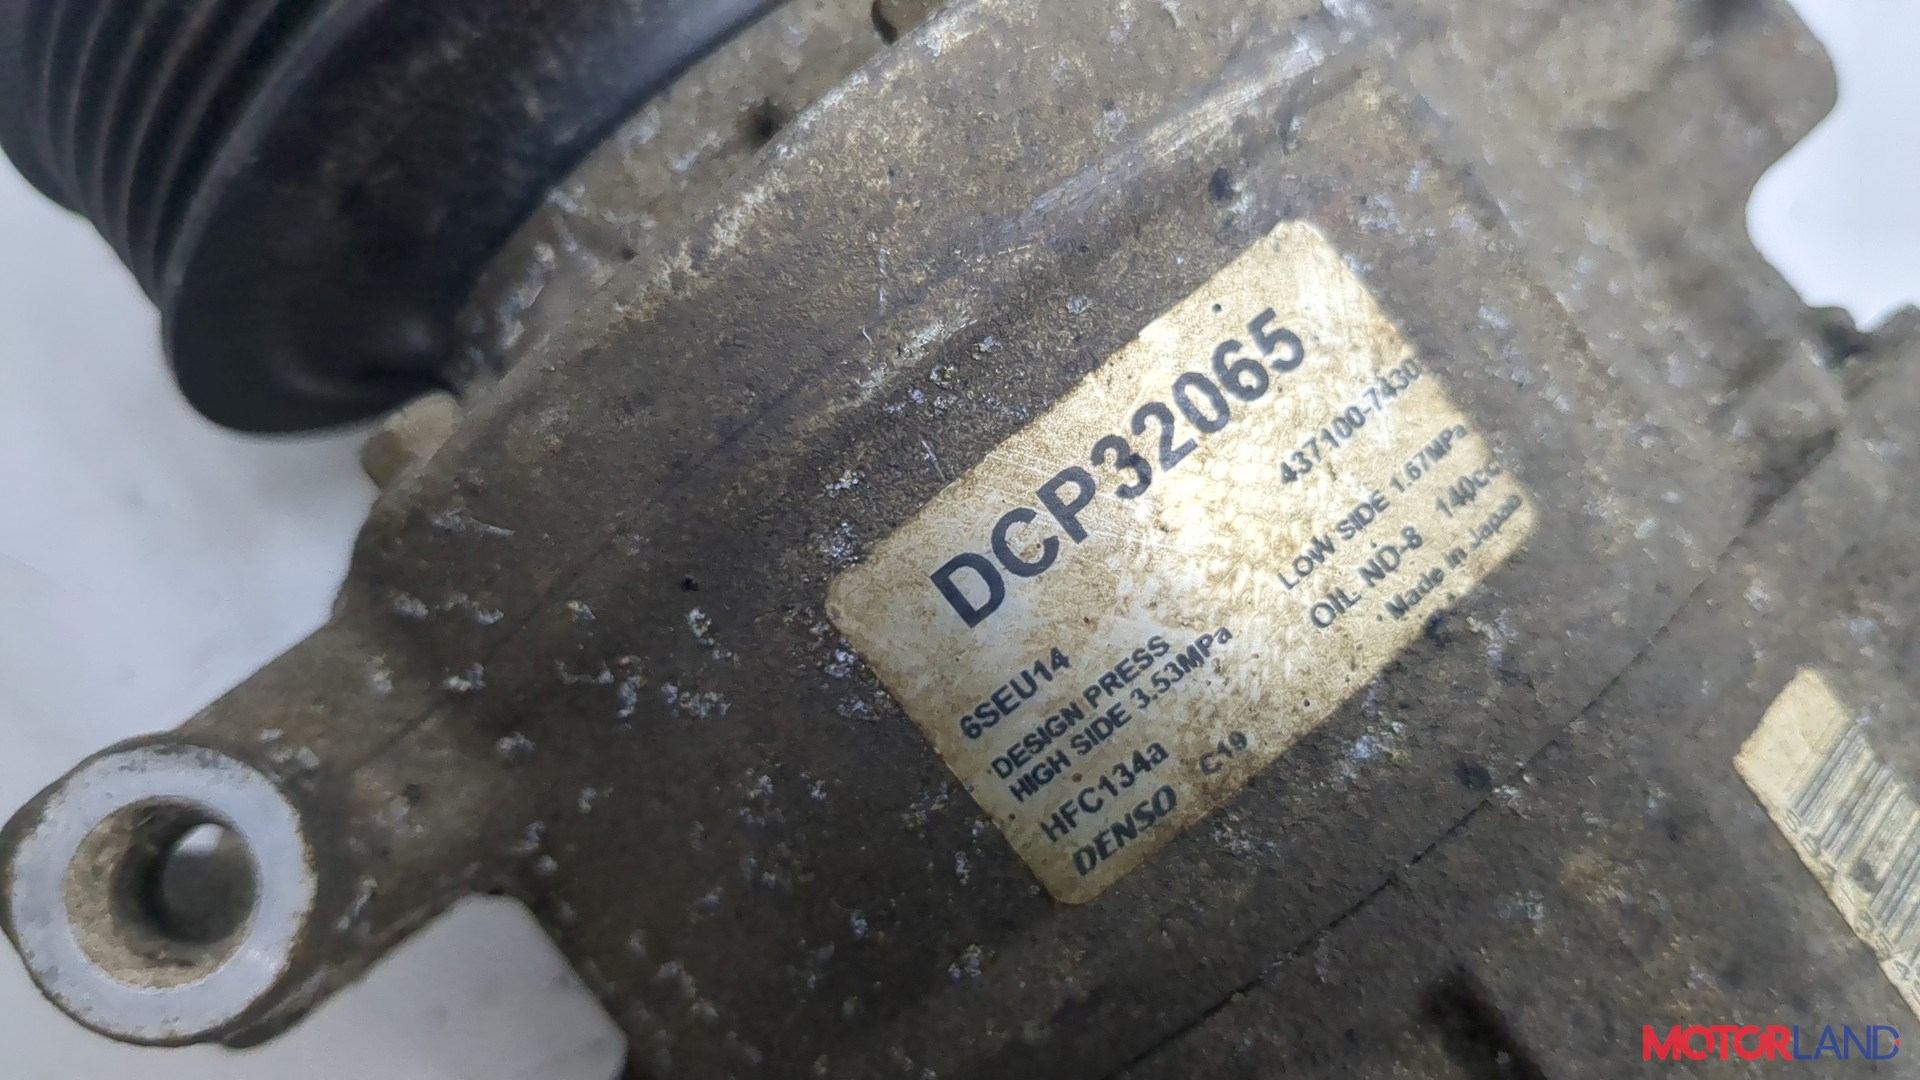 DCP32065
437100-7430
6SEU14
DESIGN PRESS
HIGH SIDE 3.53MPa
LOW SIDE 1.67MPa
HFC134a
OIL ND-8 140cc
DENSO
C19
Made in Japan
MOTORLAND